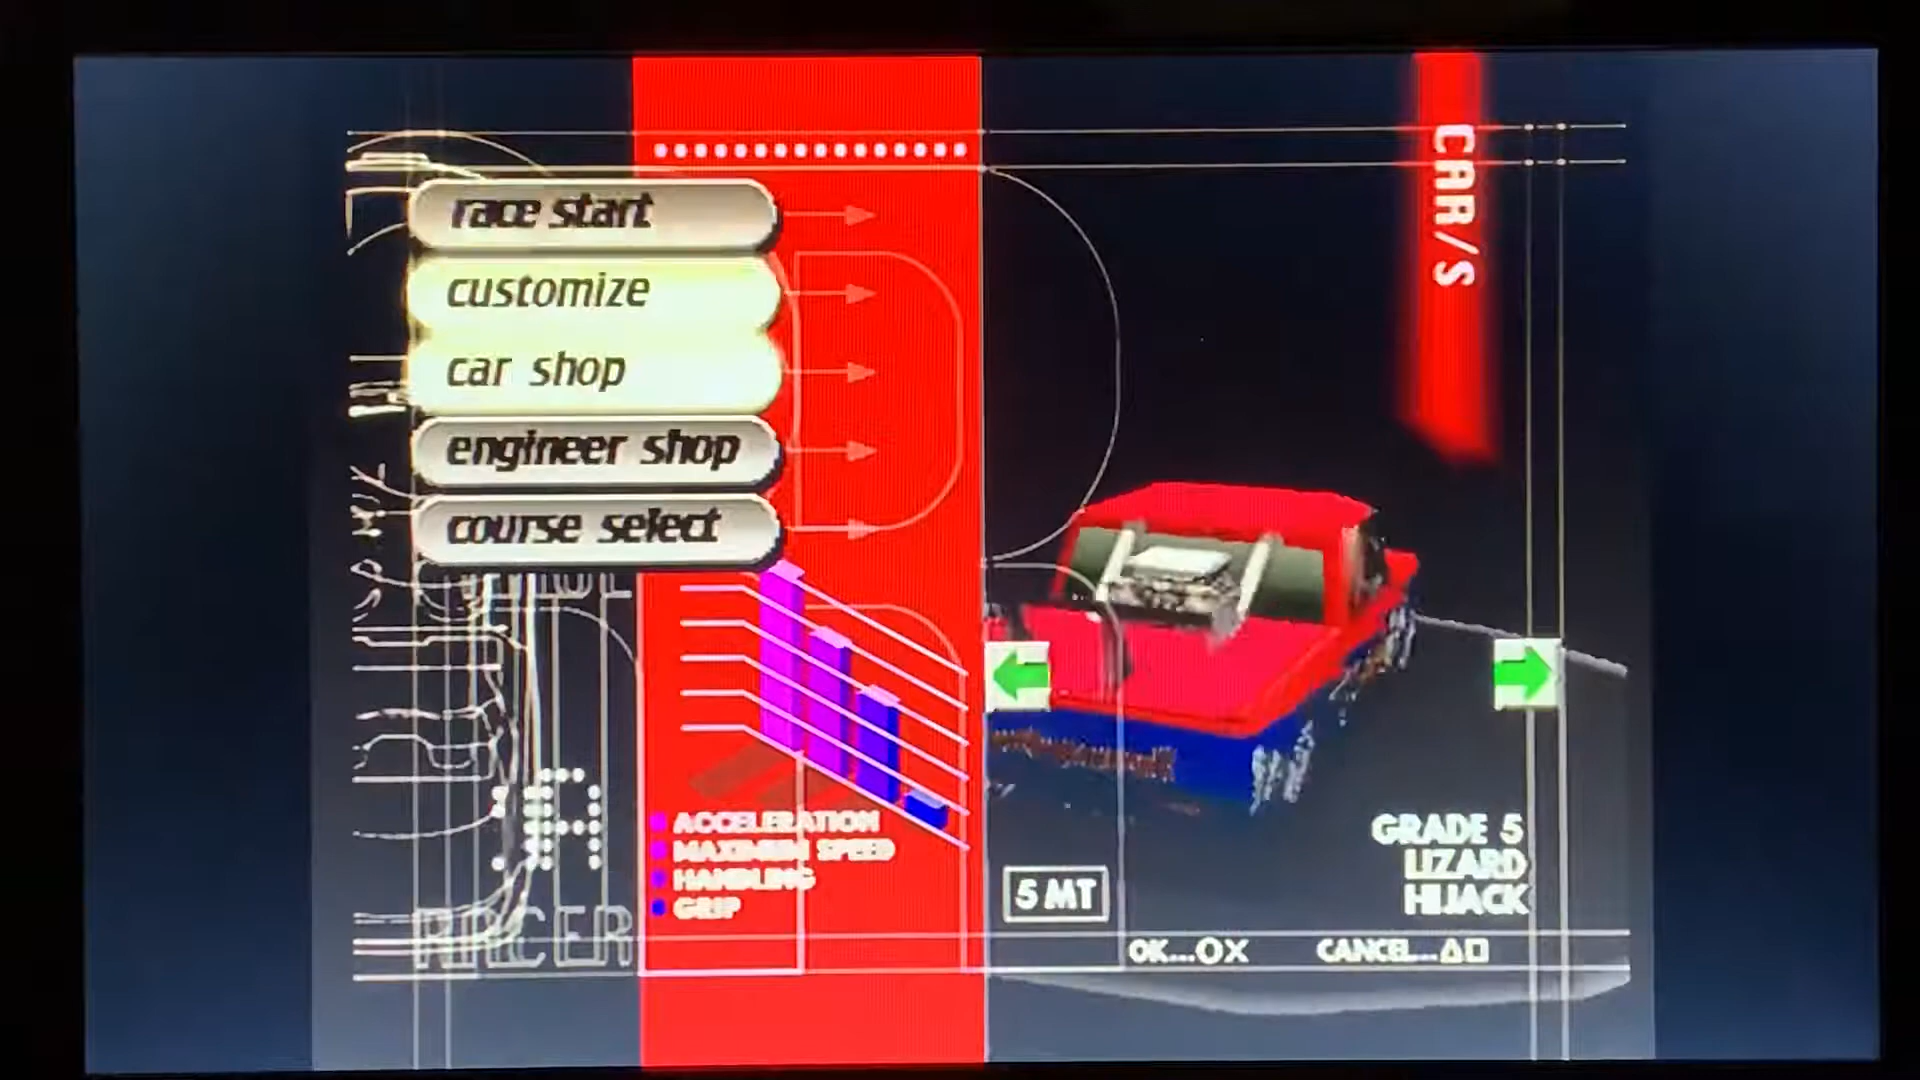 CAR/S
race start
customize
car shop
engineer shop
course select
ACCELERATION
MAXIMUM SPEED
HANDLING
GRIP
RACER
5 MT
GRADE 5
LIZARD
HIJACK
OK...OX
CANCEL...△□